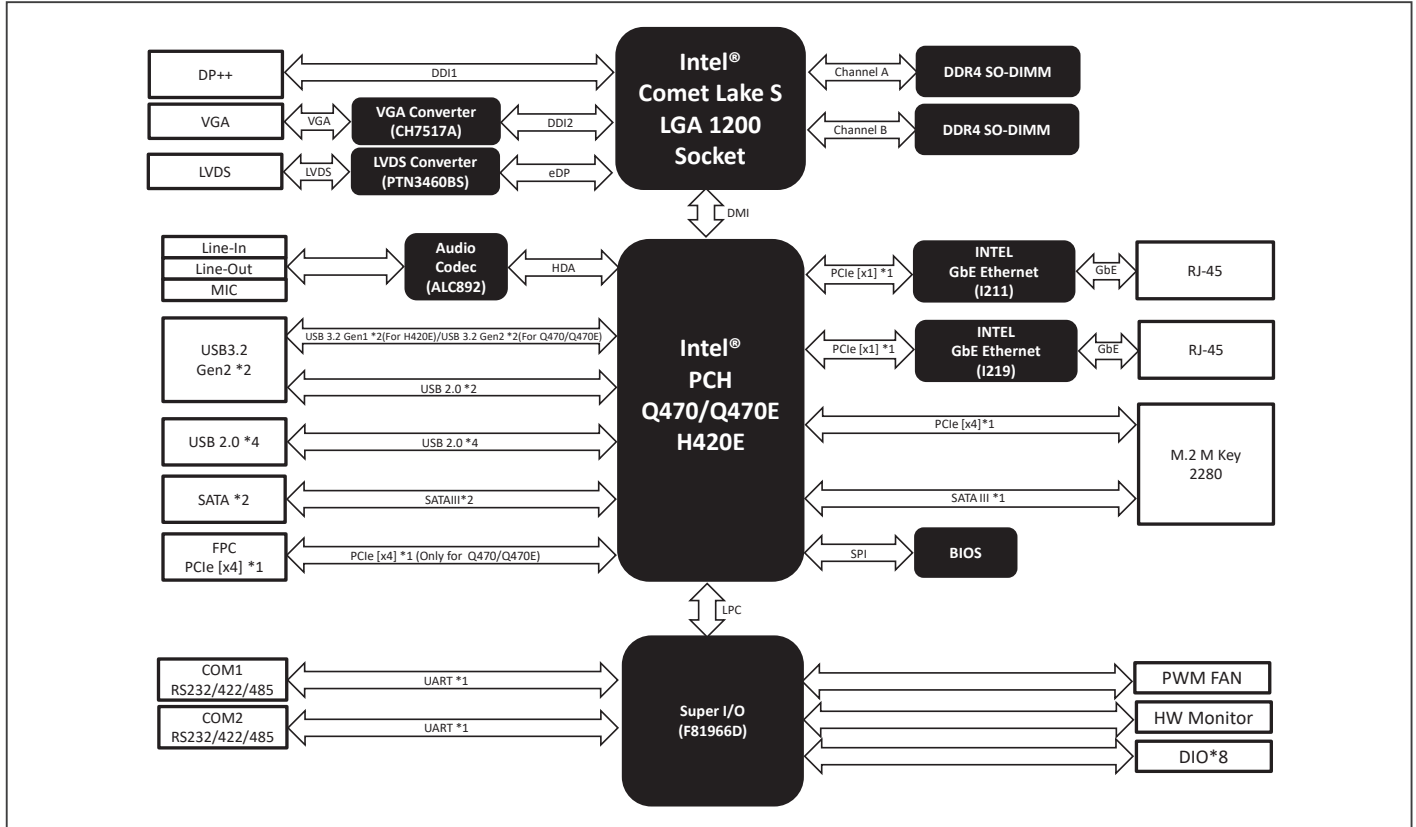 DP++
DDI1
Intel®
Comet Lake S
LGA 1200
Socket
Channel A
DDR4 SO-DIMM
VGA
VGA
VGA Converter
(CH7517A)
DDI2
Channel B
DDR4 SO-DIMM
LVDS
LVDS
LVDS Converter
(PTN3460BS)
eDP
DMI
Line-In
Line-Out
MIC
Audio
Codec
(ALC892)
HDA
Intel®
PCH
Q470/Q470E
H420E
PCIe [x1] *1
INTEL
GbE Ethernet
(I211)
GbE
RJ-45
USB3.2
Gen2 *2
USB 3.2 Gen1 *2(For H420E)/USB 3.2 Gen2 *2(For Q470/Q470E)
USB 2.0 *2
PCIe [x1] *1
INTEL
GbE Ethernet
(I219)
GbE
RJ-45
USB 2.0 *4
USB 2.0 *4
PCIe [x4]*1
M.2 M Key
2280
SATA *2
SATAIII*2
SATA III *1
FPC
PCIe [x4] *1
PCIe [x4] *1 (Only for Q470/Q470E)
SPI
BIOS
LPC
COM1
RS232/422/485
UART *1
Super I/O
(F81966D)
PWM FAN
COM2
RS232/422/485
UART *1
HW Monitor
DIO*8